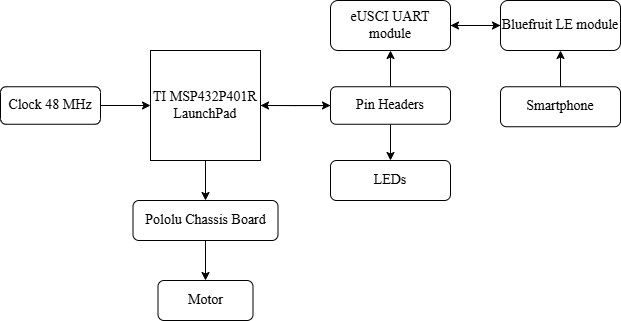 eUSCI UART
module
Bluefruit LE module
Clock 48 MHz
TI MSP432P401R
LaunchPad
Pin Headers
Smartphone
LEDs
Pololu Chassis Board
Motor